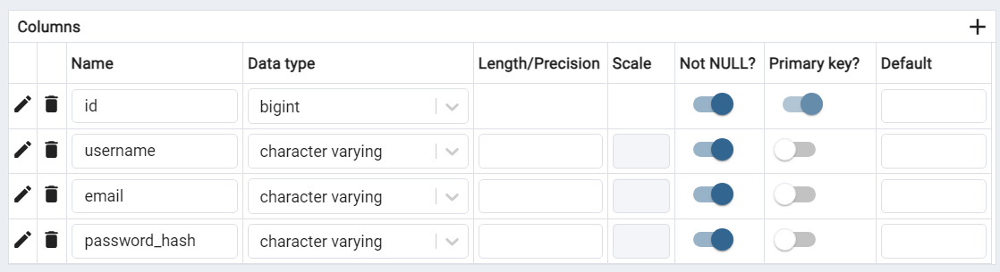 Columns
Name Data type Length/Precision Scale Not NULL? Primary key? Default
id bigint
username character varying
email character varying
password_hash character varying